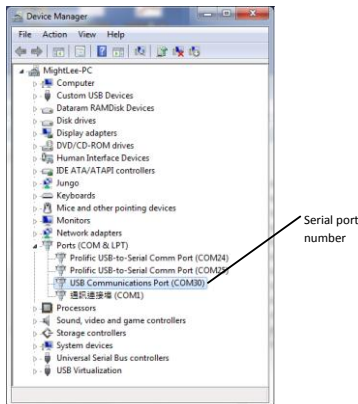 Device Manager
File Action View Help
MightLee-PC
Computer
Custom USB Devices
Dataram RAMDisk Devices
Disk drives
Display adapters
DVD/CD-ROM drives
Human Interface Devices
IDE ATA/ATAPI controllers
Jungo
Keyboards
Mice and other pointing devices
Monitors
Network adapters
Ports (COM & LPT)
Prolific USB-to-Serial Comm Port (COM24)
Prolific USB-to-Serial Comm Port (COM25)
USB Communications Port (COM30)
通訊連接埠 (COM1)
Processors
Sound, video and game controllers
Storage controllers
System devices
Universal Serial Bus controllers
USB Virtualization
Serial port
number